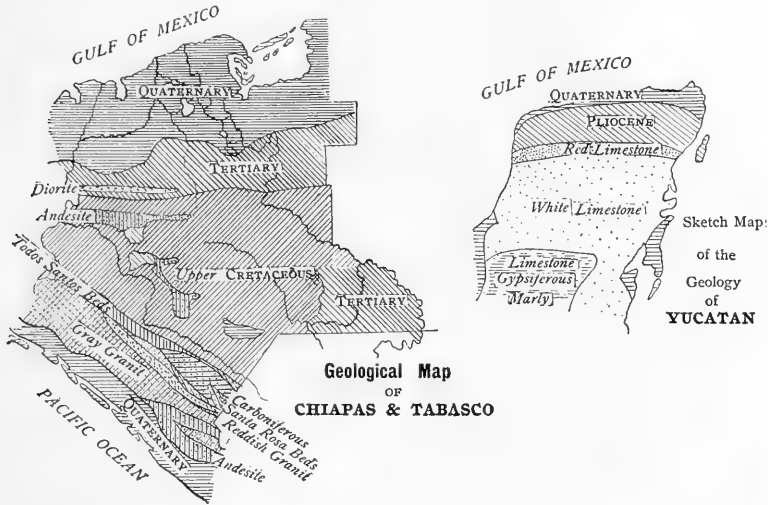 GULF OF MEXICO
QUATERNARY
TERTIARY
Diorite
Andesite
Todos Santos Beds
Upper CRETACEOUS
TERTIARY
Gray Granit
QUATERNARY
PACIFIC OCEAN
Carboniferous
Santa Rosa Beds
Reddish Granit
Andesite
Geological Map
OF
CHIAPAS & TABASCO
GULF OF MEXICO
QUATERNARY
PLIOCENE
Red Limestone
White Limestone
Limestone
Gypsiferous
Marly
Sketch Map:
of the
Geology
of
YUCATAN